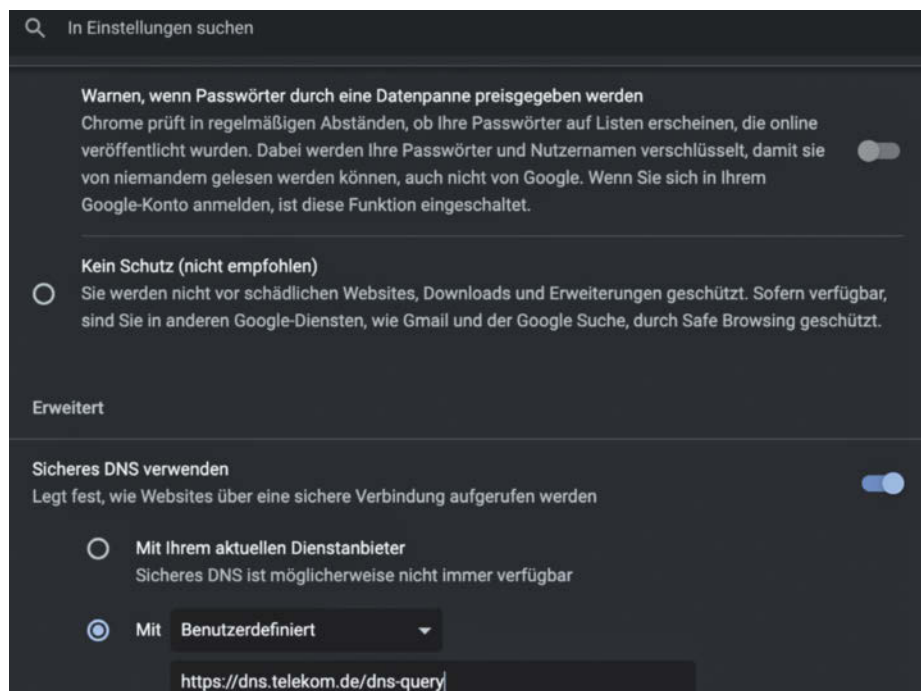 In Einstellungen suchen
Warnen, wenn Passwörter durch eine Datenpanne preisgegeben werden
Chrome prüft in regelmäßigen Abständen, ob Ihre Passwörter auf Listen erscheinen, die online
veröffentlicht wurden. Dabei werden Ihre Passwörter und Nutzernamen verschlüsselt, damit sie
von niemandem gelesen werden können, auch nicht von Google. Wenn Sie sich in Ihrem
Google-Konto anmelden, ist diese Funktion eingeschaltet.
Kein Schutz (nicht empfohlen)
Sie werden nicht vor schädlichen Websites, Downloads und Erweiterungen geschützt. Sofern verfügbar,
sind Sie in anderen Google-Diensten, wie Gmail und der Google Suche, durch Safe Browsing geschützt.
Erweitert
Sicheres DNS verwenden
Legt fest, wie Websites über eine sichere Verbindung aufgerufen werden
Mit Ihrem aktuellen Dienstanbieter
Sicheres DNS ist möglicherweise nicht immer verfügbar
Mit Benutzerdefiniert
https://dns.telekom.de/dns-query